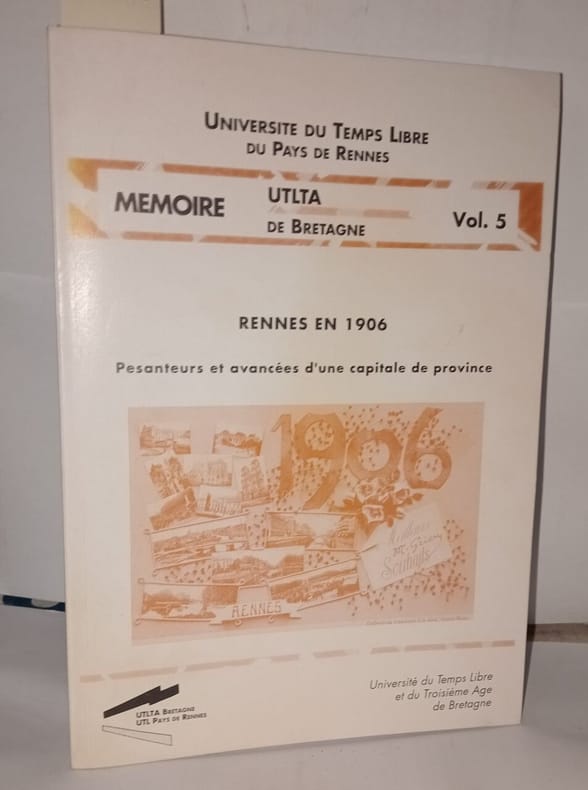 UNIVERSITE DU TEMPS LIBRE
DU PAYS DE RENNES
MEMOIRE
UTLTA
DE BRETAGNE
Vol. 5
RENNES EN 1906
Pesanteurs et avancées d'une capitale de province
1906
Meilleurs
Souhaits
RENNES
UTLTA BRETAGNE
UTL PAYS DE RENNES
Université du Temps Libre
et du Troisième Age
de Bretagne